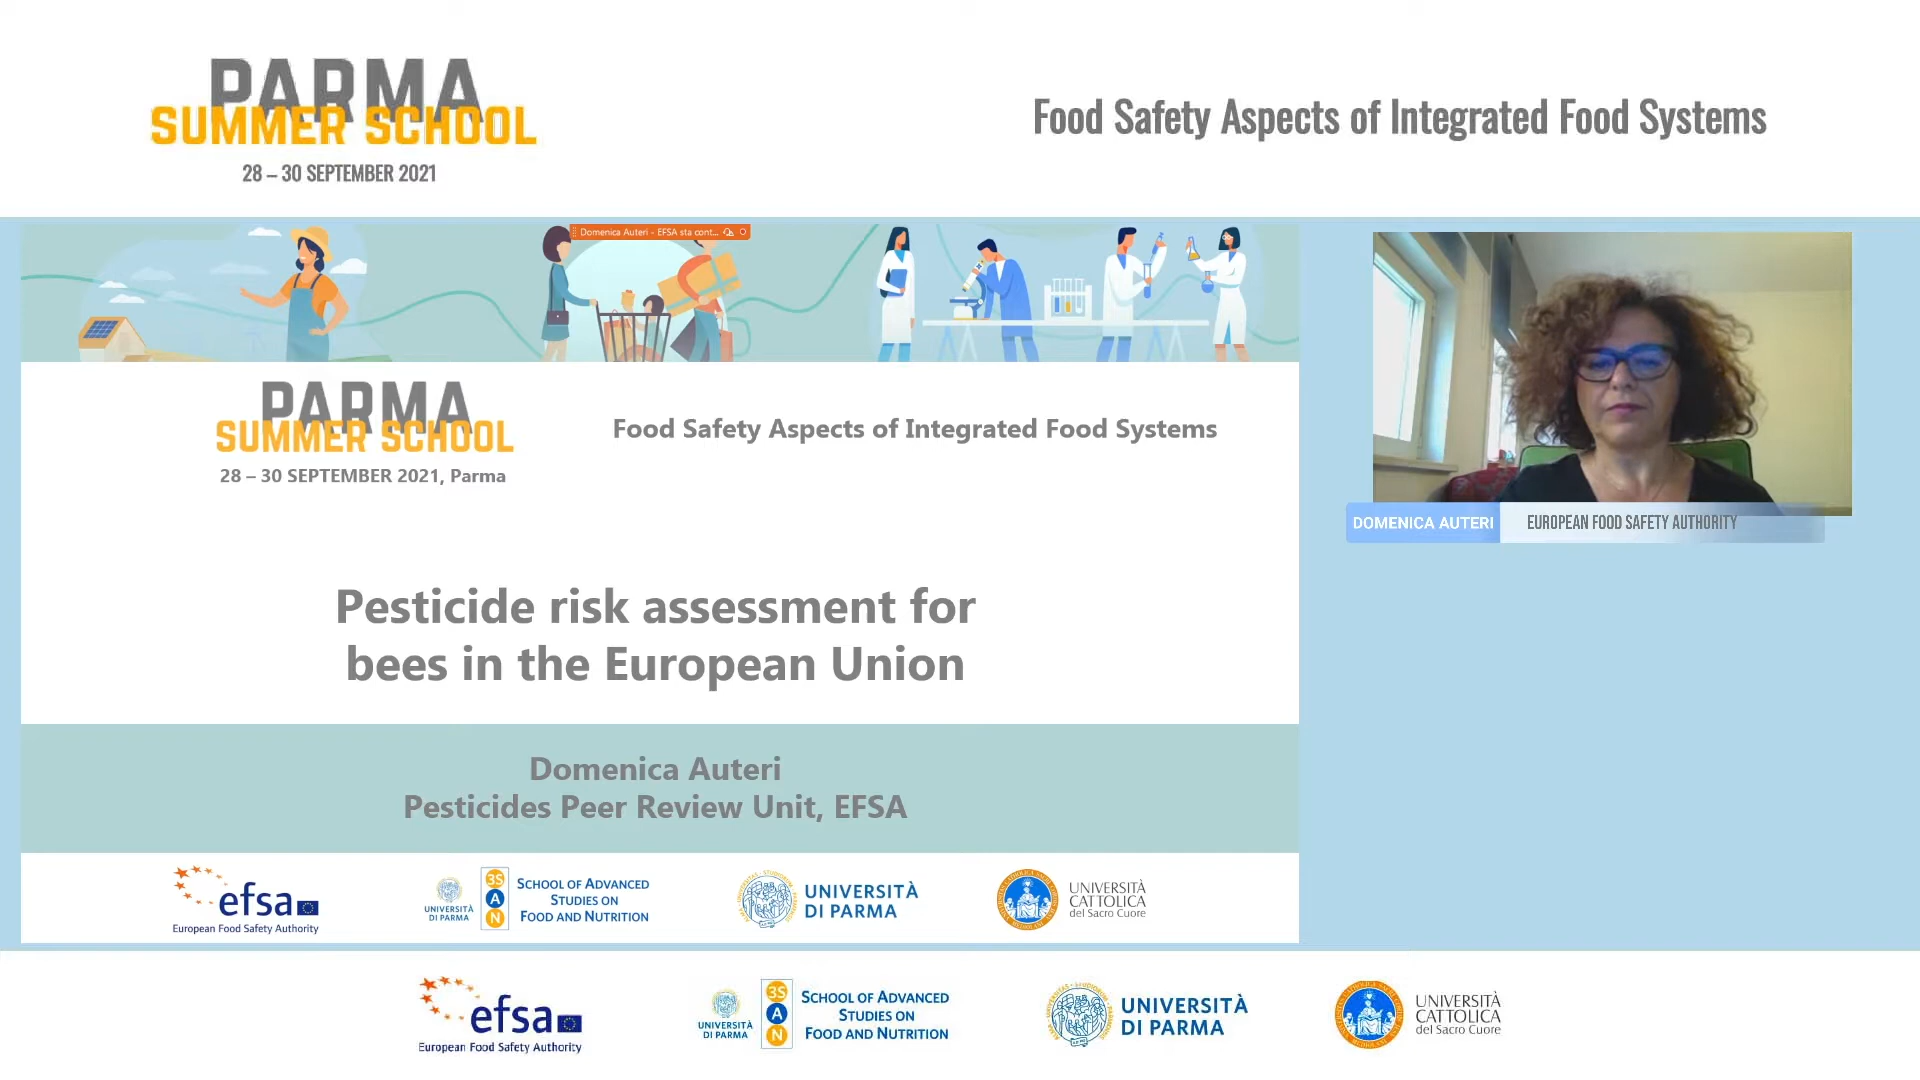 PARMA
SUMMER SCHOOL
28 – 30 SEPTEMBER 2021
Food Safety Aspects of Integrated Food Systems
Domenica Auteri - EFSA sta cont...
PARMA
SUMMER SCHOOL
28 – 30 SEPTEMBER 2021, Parma
Food Safety Aspects of Integrated Food Systems
DOMENICA AUTERI
EUROPEAN FOOD SAFETY AUTHORITY
Pesticide risk assessment for
bees in the European Union
Domenica Auteri
Pesticides Peer Review Unit, EFSA
efsa
European Food Safety Authority
UNIVERSITÀ
DI PARMA
3S
A
N
SCHOOL OF ADVANCED
STUDIES ON
FOOD AND NUTRITION
UNIVERSITÀ
DI PARMA
UNIVERSITÀ
CATTOLICA
del Sacro Cuore
efsa
European Food Safety Authority
UNIVERSITÀ
DI PARMA
3S
A
N
SCHOOL OF ADVANCED
STUDIES ON
FOOD AND NUTRITION
UNIVERSITÀ
DI PARMA
UNIVERSITÀ
CATTOLICA
del Sacro Cuore